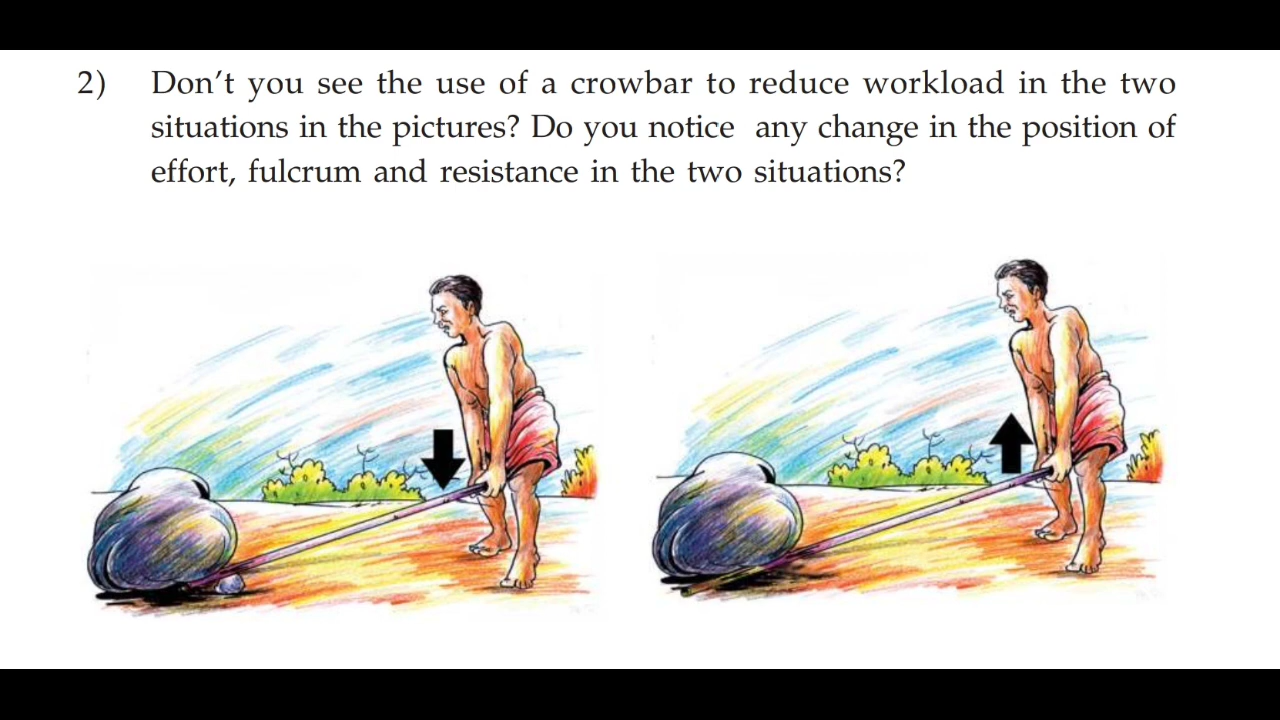 2) Don't you see the use of a crowbar to reduce workload in the two
situations in the pictures? Do you notice any change in the position of
effort, fulcrum and resistance in the two situations?